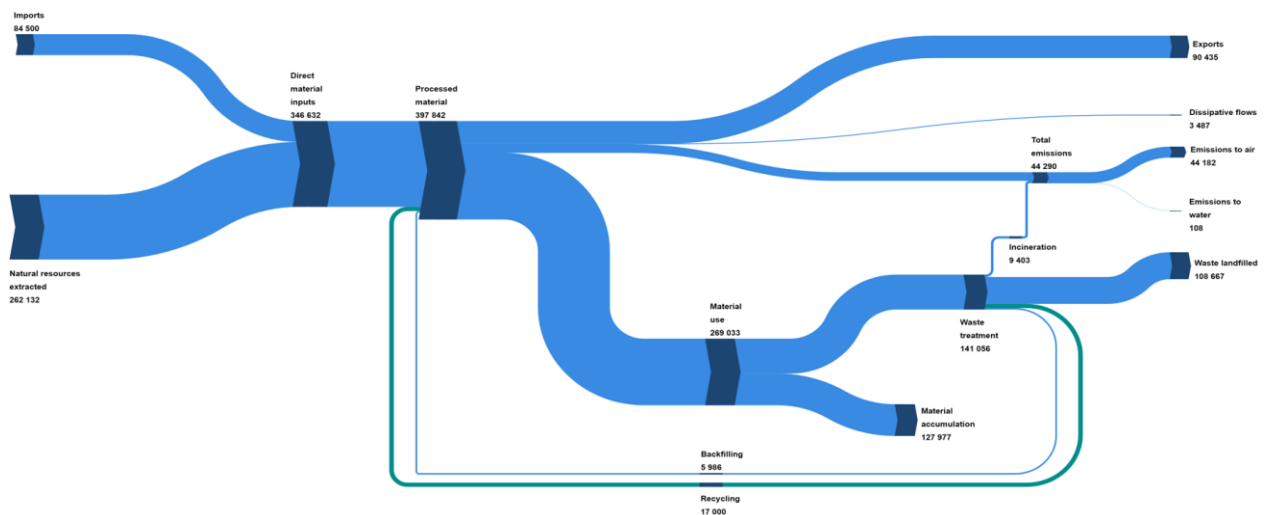 Imports
84 500
Direct
material
inputs
346 632
Processed
material
397 842
Exports
90 435
Dissipative flows
3 487
Total
emissions
44 290
Emissions to air
44 182
Emissions to
water
108
Incineration
9 403
Waste landfilled
108 667
Natural resources
extracted
262 132
Material
use
269 033
Waste
treatment
141 056
Material
accumulation
127 977
Backfilling
5 986
Recycling
17 000